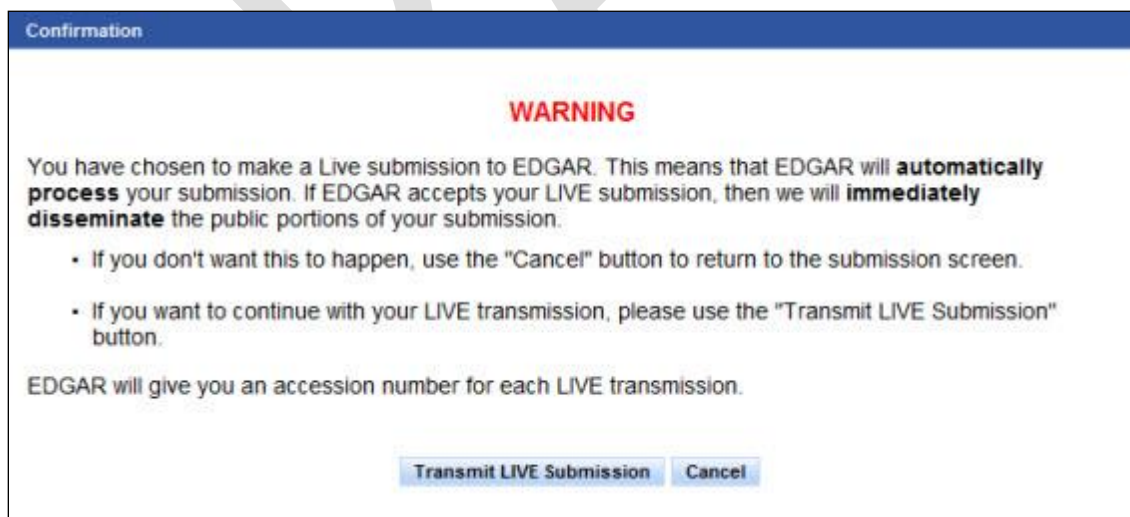 Confirmation
WARNING
You have chosen to make a Live submission to EDGAR. This means that EDGAR will automatically
process your submission. If EDGAR accepts your LIVE submission, then we will immediately
disseminate the public portions of your submission.
• If you don't want this to happen, use the "Cancel" button to return to the submission screen.
• If you want to continue with your LIVE transmission, please use the "Transmit LIVE Submission"
button.
EDGAR will give you an accession number for each LIVE transmission.
Transmit LIVE Submission Cancel